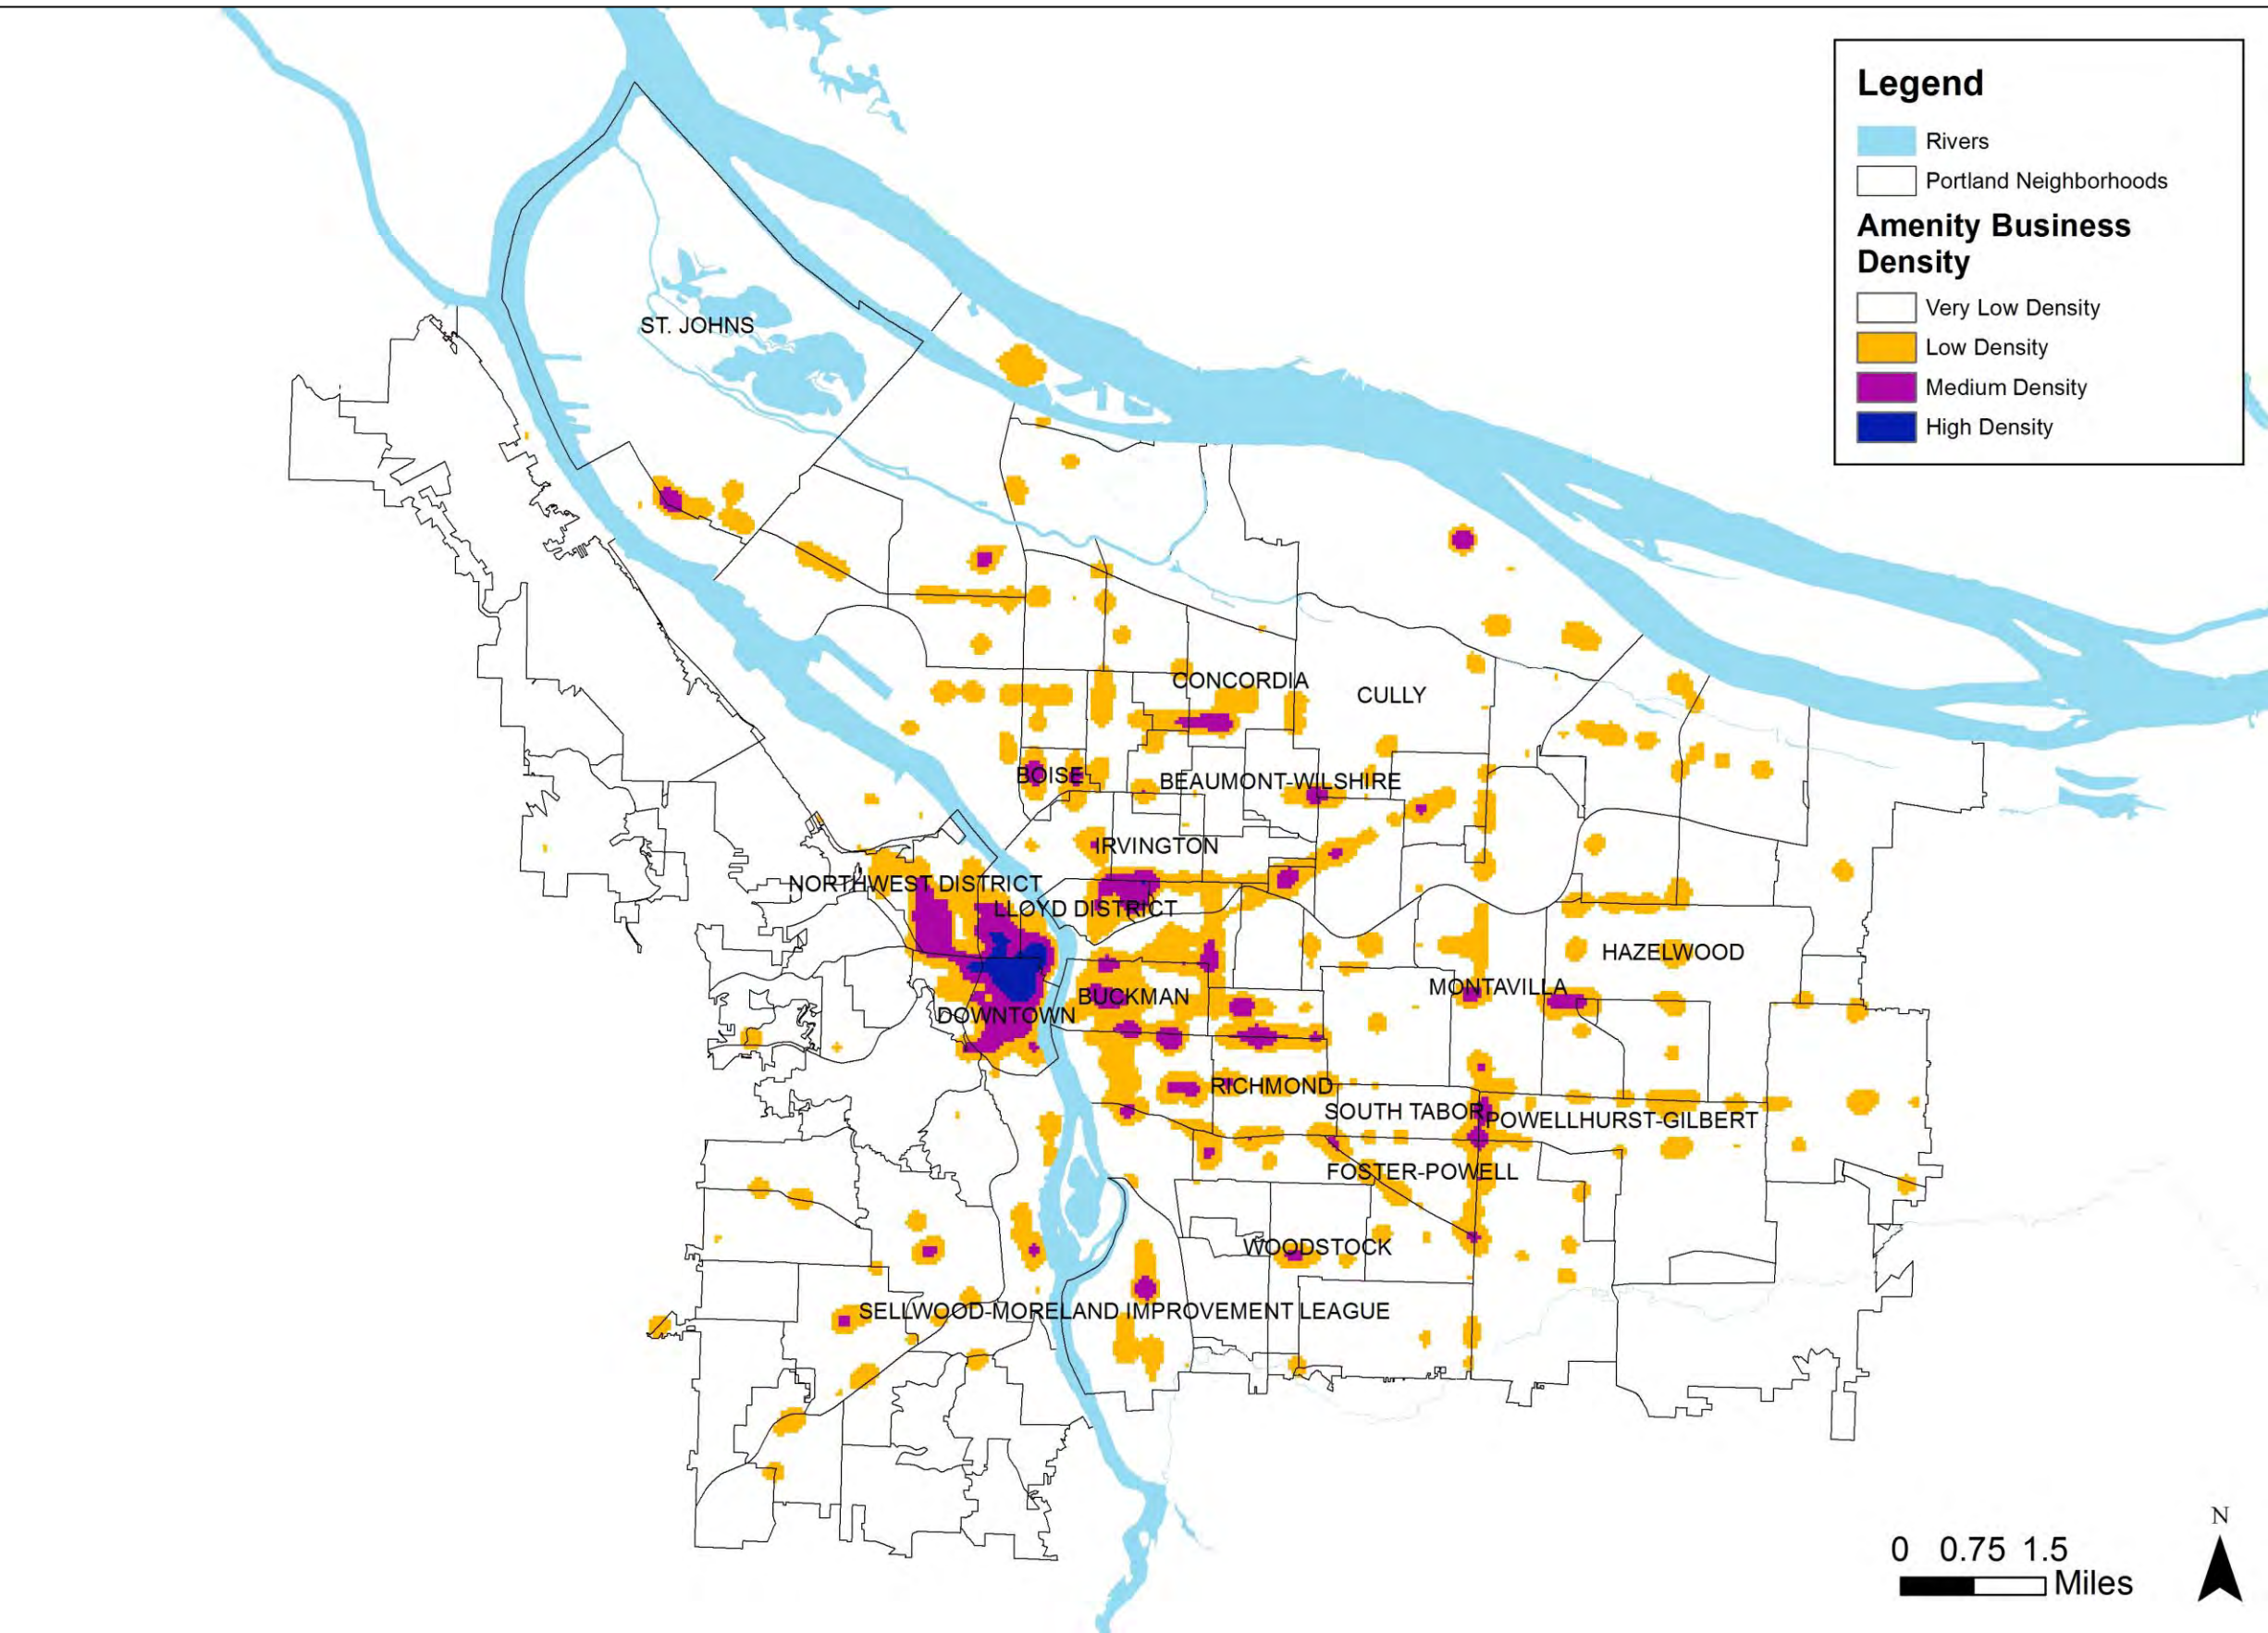 Legend
Rivers
Portland Neighborhoods
Amenity Business
Density
Very Low Density
Low Density
Medium Density
High Density
ST. JOHNS
CONCORDIA
CULLY
BOISE
BEAUMONT-WILSHIRE
IRVINGTON
NORTHWEST DISTRICT
LLOYD DISTRICT
HAZELWOOD
MONTAVILLA
BUCKMAN
DOWNTOWN
RICHMOND
SOUTH TABOR
POWELLHURST-GILBERT
FOSTER-POWELL
WOODSTOCK
SELLWOOD-MORELAND IMPROVEMENT LEAGUE
N
0 0.75 1.5
Miles